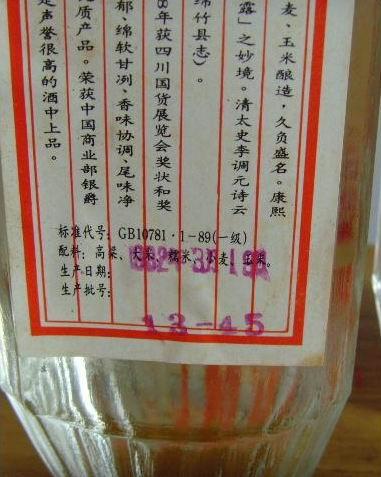 麦、玉米酿造，久负盛名。康熙
露”之妙境。清太史李调元诗云
绵竹县志》。
8年获四川国货展览会奖状和奖
郁、绵软甘冽、香味协调、尾味净
质产品。荣获中国商业部银爵
是声誉很高的酒中上品。
标准代号：GB10781·1-89(一级)
配料：高粱、大米、糯米、小麦、玉米。
生产日期：
生产批号：
13-45